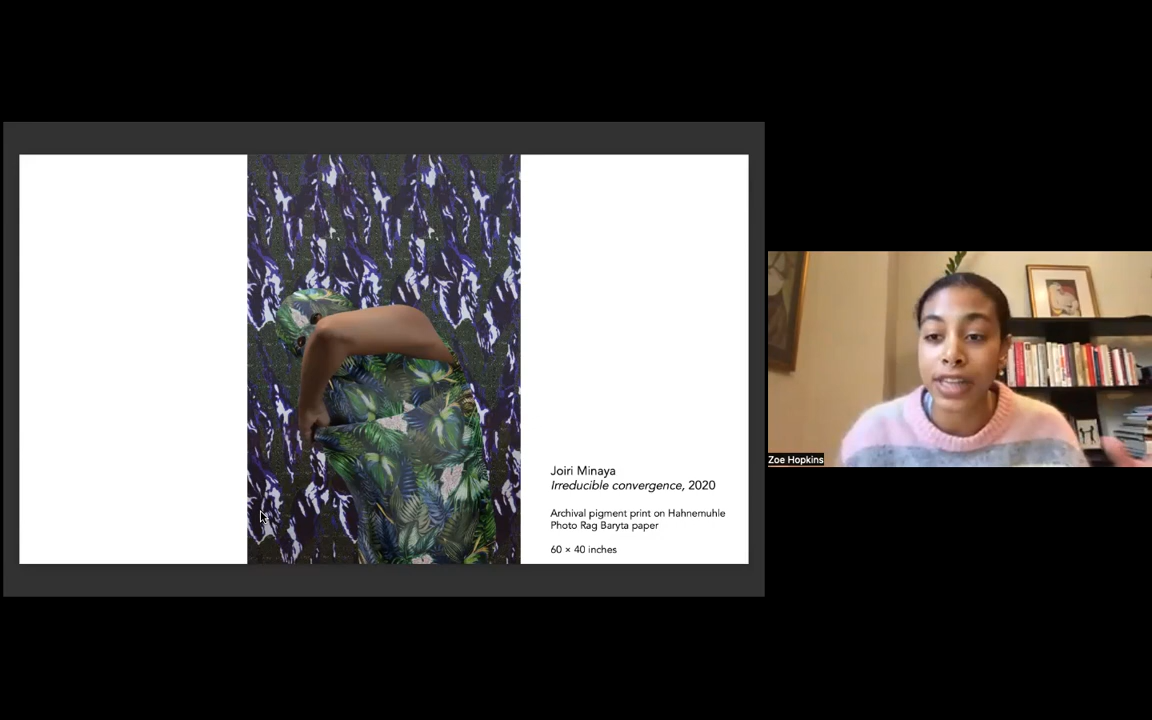 Joiri Minaya
Irreducible convergence, 2020
Archival pigment print on Hahnemuhle
Photo Rag Baryta paper
60 × 40 inches
Zoe Hopkins